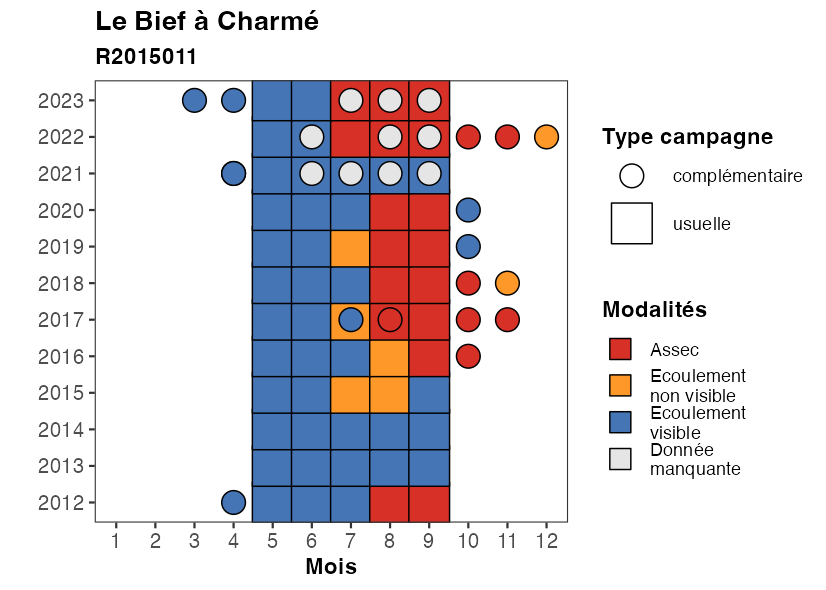 Le Bief à Charmé
R2015011
2023
2022
2021
2020
2019
2018
2017
2016
2015
2014
2013
2012
1 2 3 4 5 6 7 8 9 10 11 12
Mois
Type campagne
complémentaire
usuelle
Modalités
Assec
Ecoulement
non visible
Ecoulement
visible
Donnée
manquante